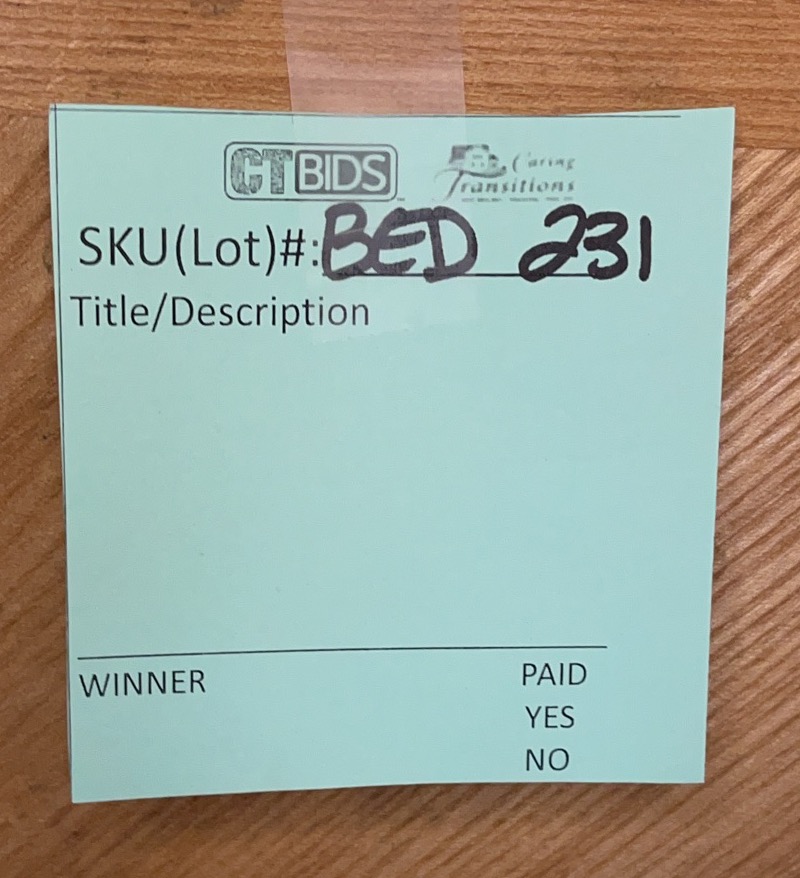 CTBIDS
Caring
Transitions
SKU(Lot)#:BED 231
Title/Description
WINNER
PAID
YES
NO